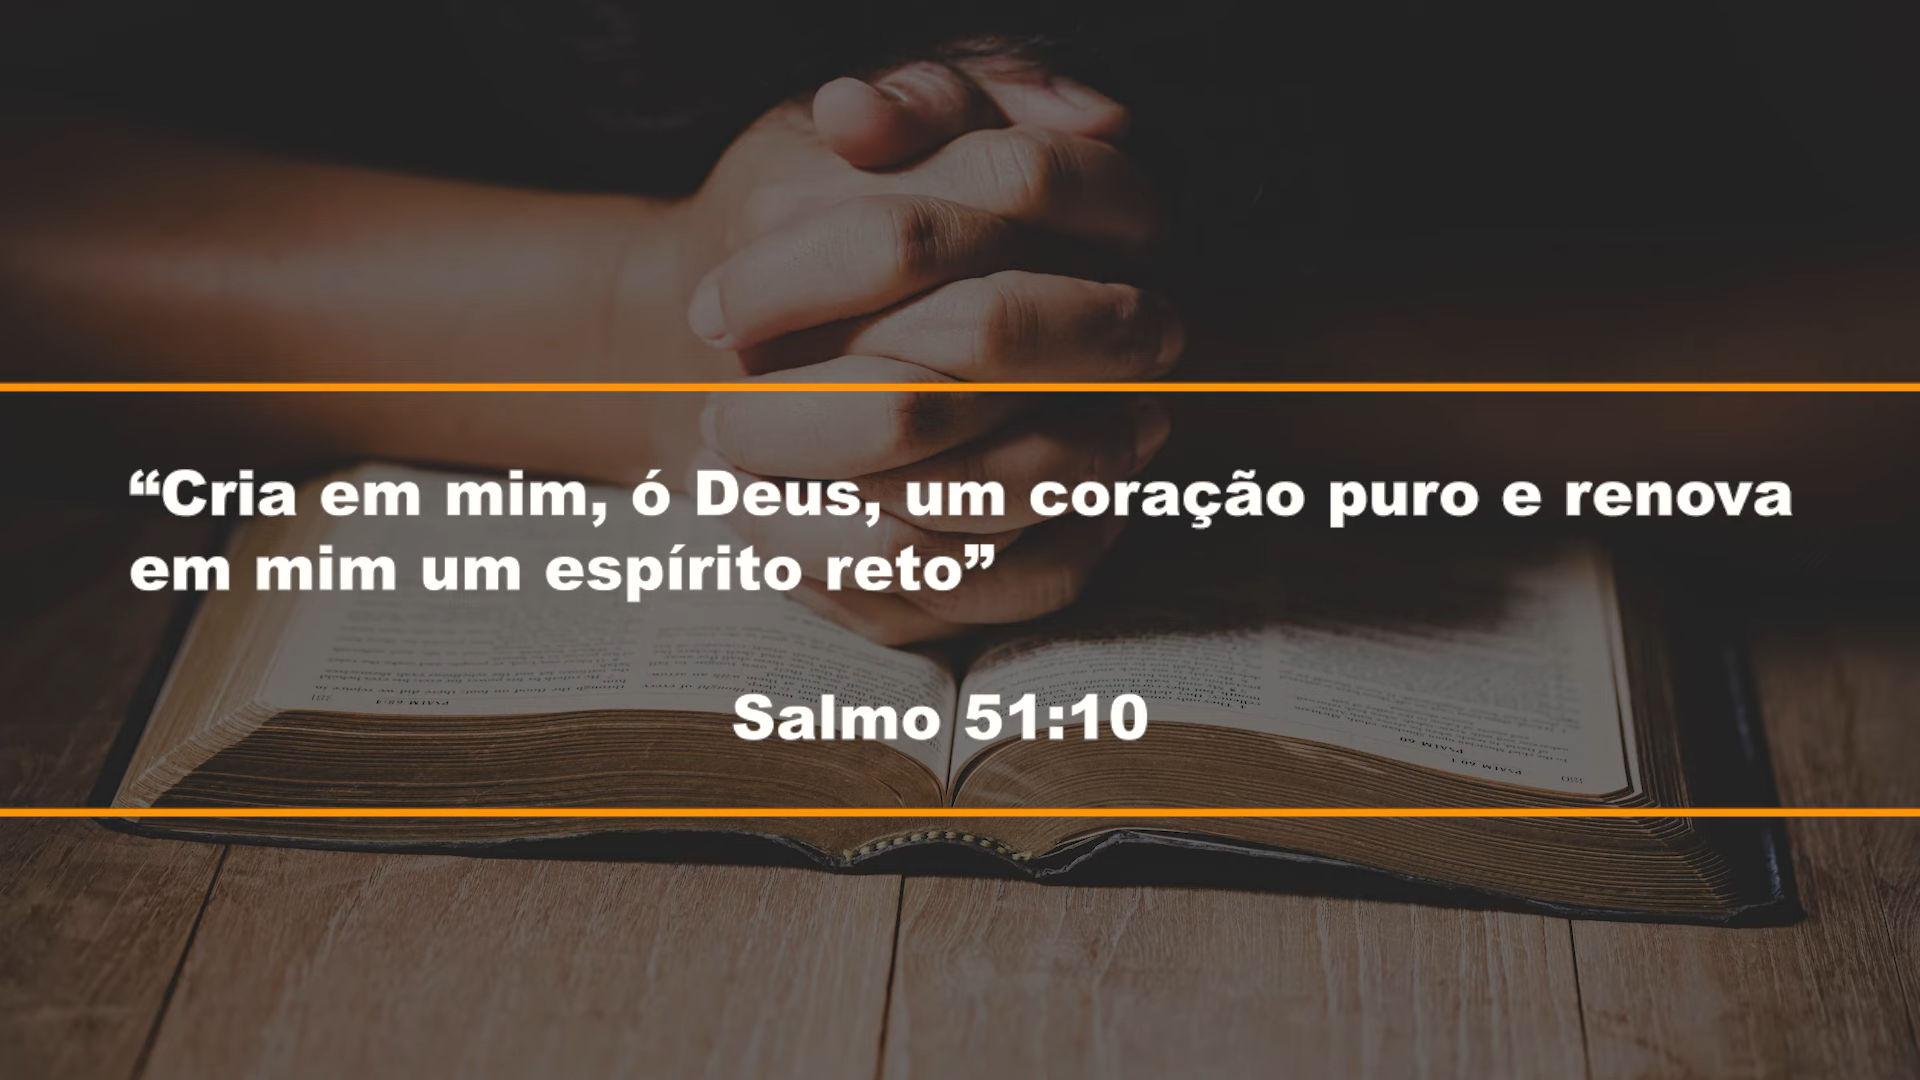 “Cria em mim, ó Deus, um coração puro e renova
em mim um espírito reto”
Salmo 51:10